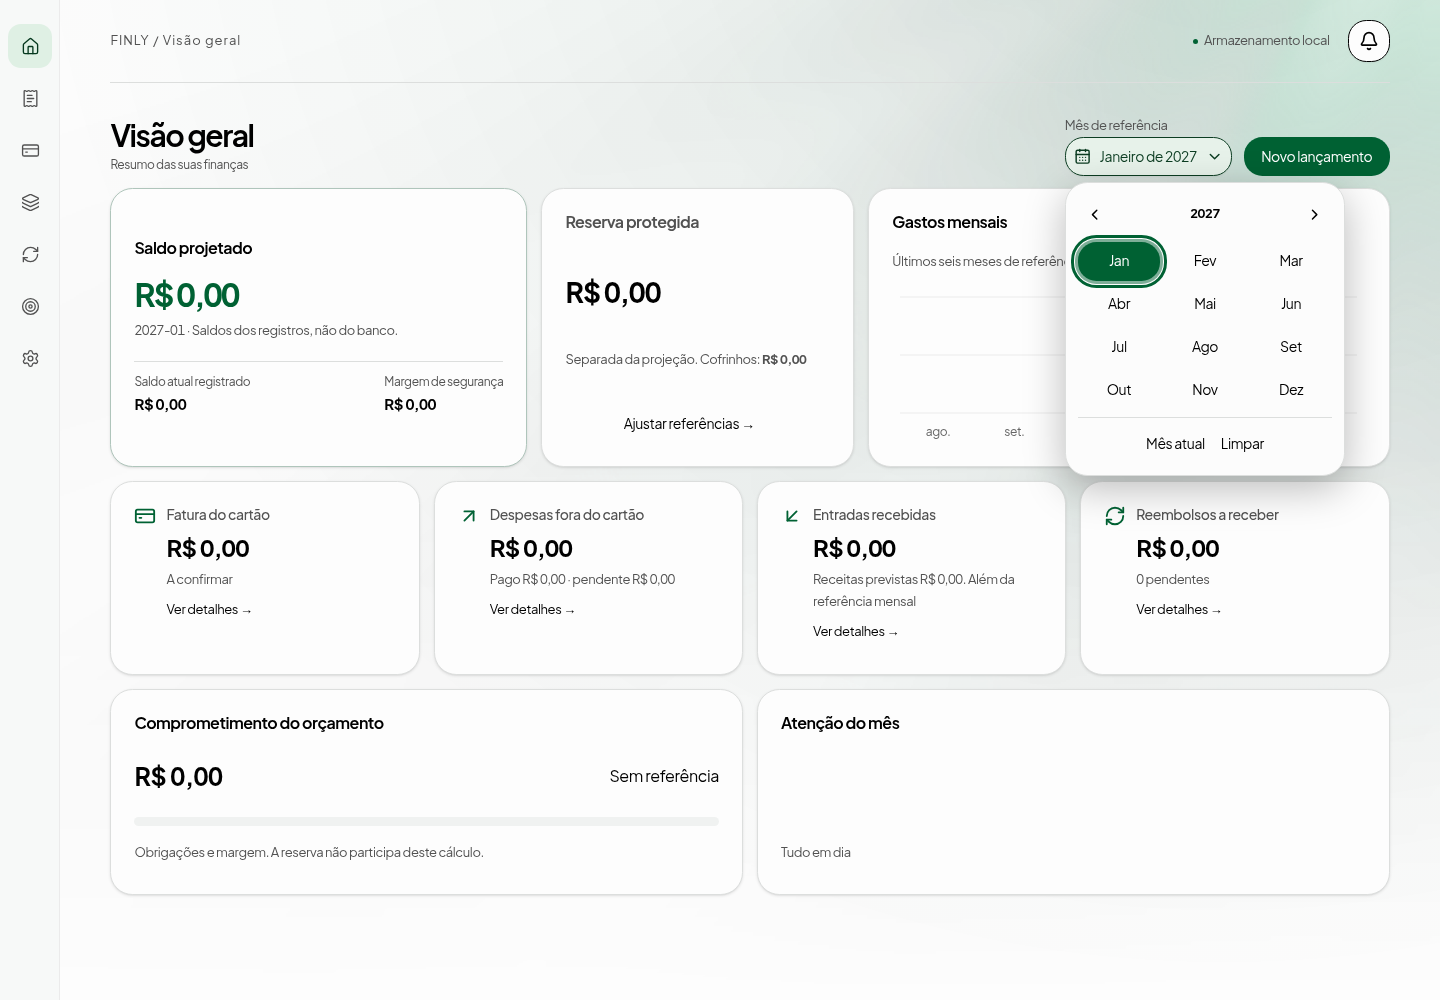 FINLY / Visão geral
Armazenamento local
Visão geral
Resumo das suas finanças
Mês de referência
Janeiro de 2027
Novo lançamento
Saldo projetado
R$ 0,00
2027-01 · Saldos dos registros, não do banco.
Saldo atual registrado
R$ 0,00
Margem de segurança
R$ 0,00
Reserva protegida
R$ 0,00
Separada da projeção. Cofrinhos: R$ 0,00
Ajustar referências →
Gastos mensais
Últimos seis meses de
ago.
set.
2027
Jan
Fev
Mar
Abr
Mai
Jun
Jul
Ago
Set
Out
Nov
Dez
Mês atual
Limpar
Fatura do cartão
R$ 0,00
A confirmar
Ver detalhes →
Despesas fora do cartão
R$ 0,00
Pago R$ 0,00 · pendente R$ 0,00
Ver detalhes →
Entradas recebidas
R$ 0,00
Receitas previstas R$ 0,00. Além da
referência mensal
Ver detalhes →
Reembolsos a receber
R$ 0,00
0 pendentes
Ver detalhes →
Comprometimento do orçamento
R$ 0,00
Sem referência
Obrigações e margem. A reserva não participa deste cálculo.
Atenção do mês
Tudo em dia